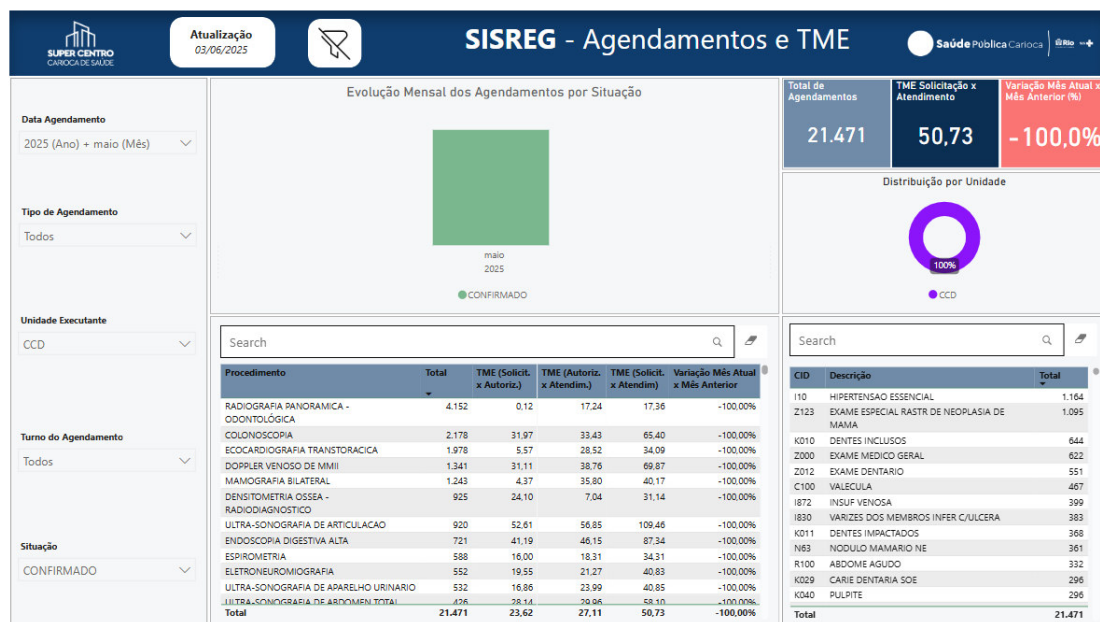 SUPER CENTRO
CARIOCA DE SAÚDE
Atualização
03/06/2025
SISREG - Agendamentos e TME
Saúde Pública Carioca
Rio
Data Agendamento
2025 (Ano) + maio (Mês)
Tipo de Agendamento
Todos
Unidade Executante
CCD
Turno do Agendamento
Todos
Situação
CONFIRMADO
Evolução Mensal dos Agendamentos por Situação
maio
2025
CONFIRMADO
Total de
Agendamentos
21.471
TME Solicitação x
Atendimento
50,73
Variação Mês Atual x
Mês Anterior (%)
-100,0%
Distribuição por Unidade
100%
CCD
Search
Procedimento Total TME (Solicit. x Autoriz.) TME (Autoriz. x Atendim.) TME (Solicit. x Atendim) Variação Mês Atual x Mês Anterior
RADIOGRAFIA PANORAMICA - ODONTOLÓGICA 4.152 0,12 17,24 17,36 -100,00%
COLONOSCOPIA 2.178 31,97 33,43 65,40 -100,00%
ECOCARDIOGRAFIA TRANSTORACICA 1.978 5,57 28,52 34,09 -100,00%
DOPPLER VENOSO DE MMII 1.341 31,11 38,76 69,87 -100,00%
MAMOGRAFIA BILATERAL 1.243 4,37 35,80 40,17 -100,00%
DENSITOMETRIA OSSEA - RADIODIAGNOSTICO 925 24,10 7,04 31,14 -100,00%
ULTRA-SONOGRAFIA DE ARTICULACAO 920 52,61 56,85 109,46 -100,00%
ENDOSCOPIA DIGESTIVA ALTA 721 41,19 46,15 87,34 -100,00%
ESPIROMETRIA 588 16,00 18,31 34,31 -100,00%
ELETRONEUROMIOGRAFIA 552 19,55 21,27 40,83 -100,00%
ULTRA-SONOGRAFIA DE APARELHO URINARIO 532 16,86 23,99 40,85 -100,00%
ULTRA-SONOGRAFIA DE ABDOMEN TOTAL 426 28,14 29,96 58,10 -100,00%
Total 21.471 23,62 27,11 50,73 -100,00%
Search
CID Descrição Total
I10 HIPERTENSAO ESSENCIAL 1.164
Z123 EXAME ESPECIAL RASTR DE NEOPLASIA DE MAMA 1.095
K010 DENTES INCLUSOS 644
Z000 EXAME MEDICO GERAL 622
Z012 EXAME DENTARIO 551
C100 VALECULA 467
I872 INSUF VENOSA 399
I830 VARIZES DOS MEMBROS INFER C/ULCERA 383
K011 DENTES IMPACTADOS 368
N63 NODULO MAMARIO NE 361
R100 ABDOME AGUDO 332
K029 CARIE DENTARIA SOE 296
K040 PULPITE 296
Total 21.471